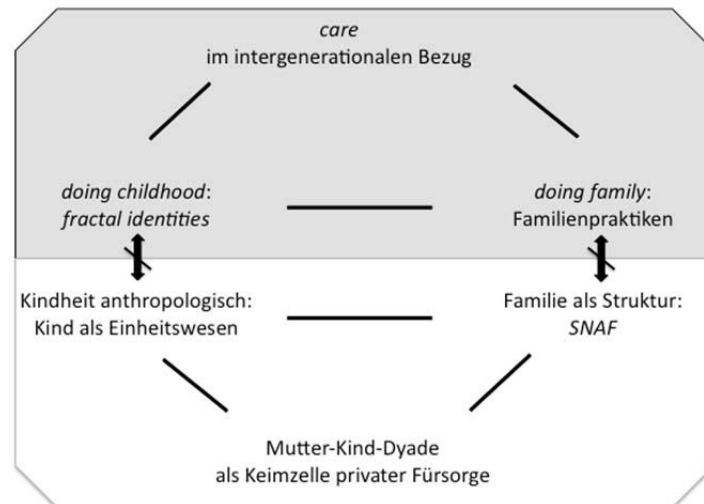 care
im intergenerationalen Bezug
doing childhood:
fractal identities
doing family:
Familienpraktiken
Kindheit anthropologisch:
Kind als Einheitswesen
Familie als Struktur:
SNAF
Mutter-Kind-Dyade
als Keimzelle privater Fürsorge